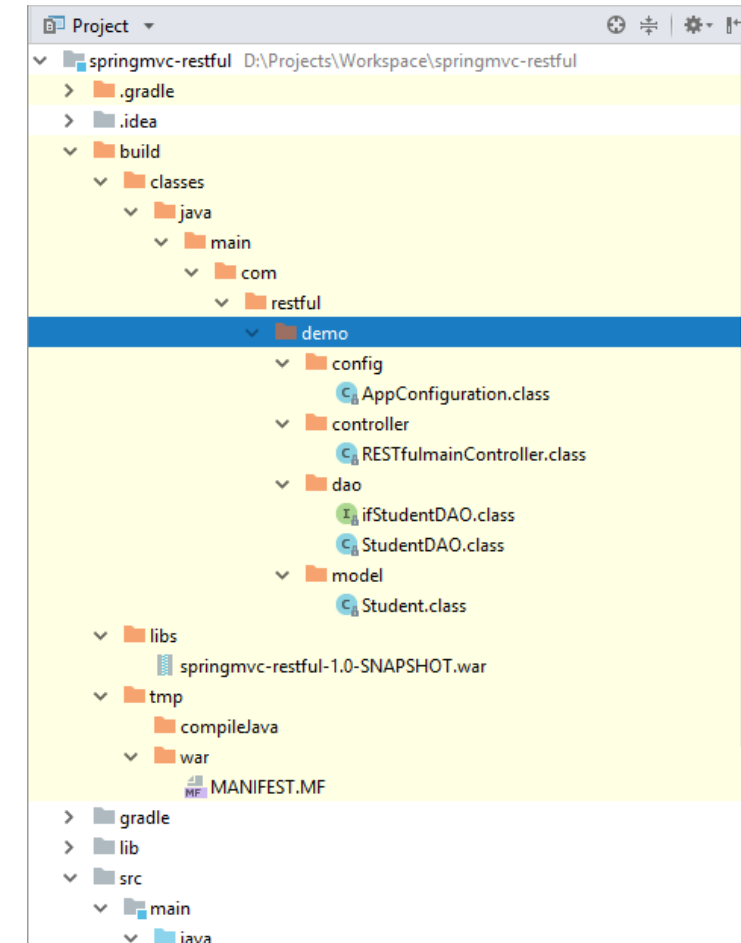 Project
springmvc-restful D:\Projects\Workspace\springmvc-restful
.gradle
.idea
build
classes
java
main
com
restful
demo
config
C AppConfiguration.class
controller
C RESTfulmainController.class
dao
I ifStudentDAO.class
C StudentDAO.class
model
C Student.class
libs
springmvc-restful-1.0-SNAPSHOT.war
tmp
compileJava
war
MF MANIFEST.MF
gradle
lib
src
main
java